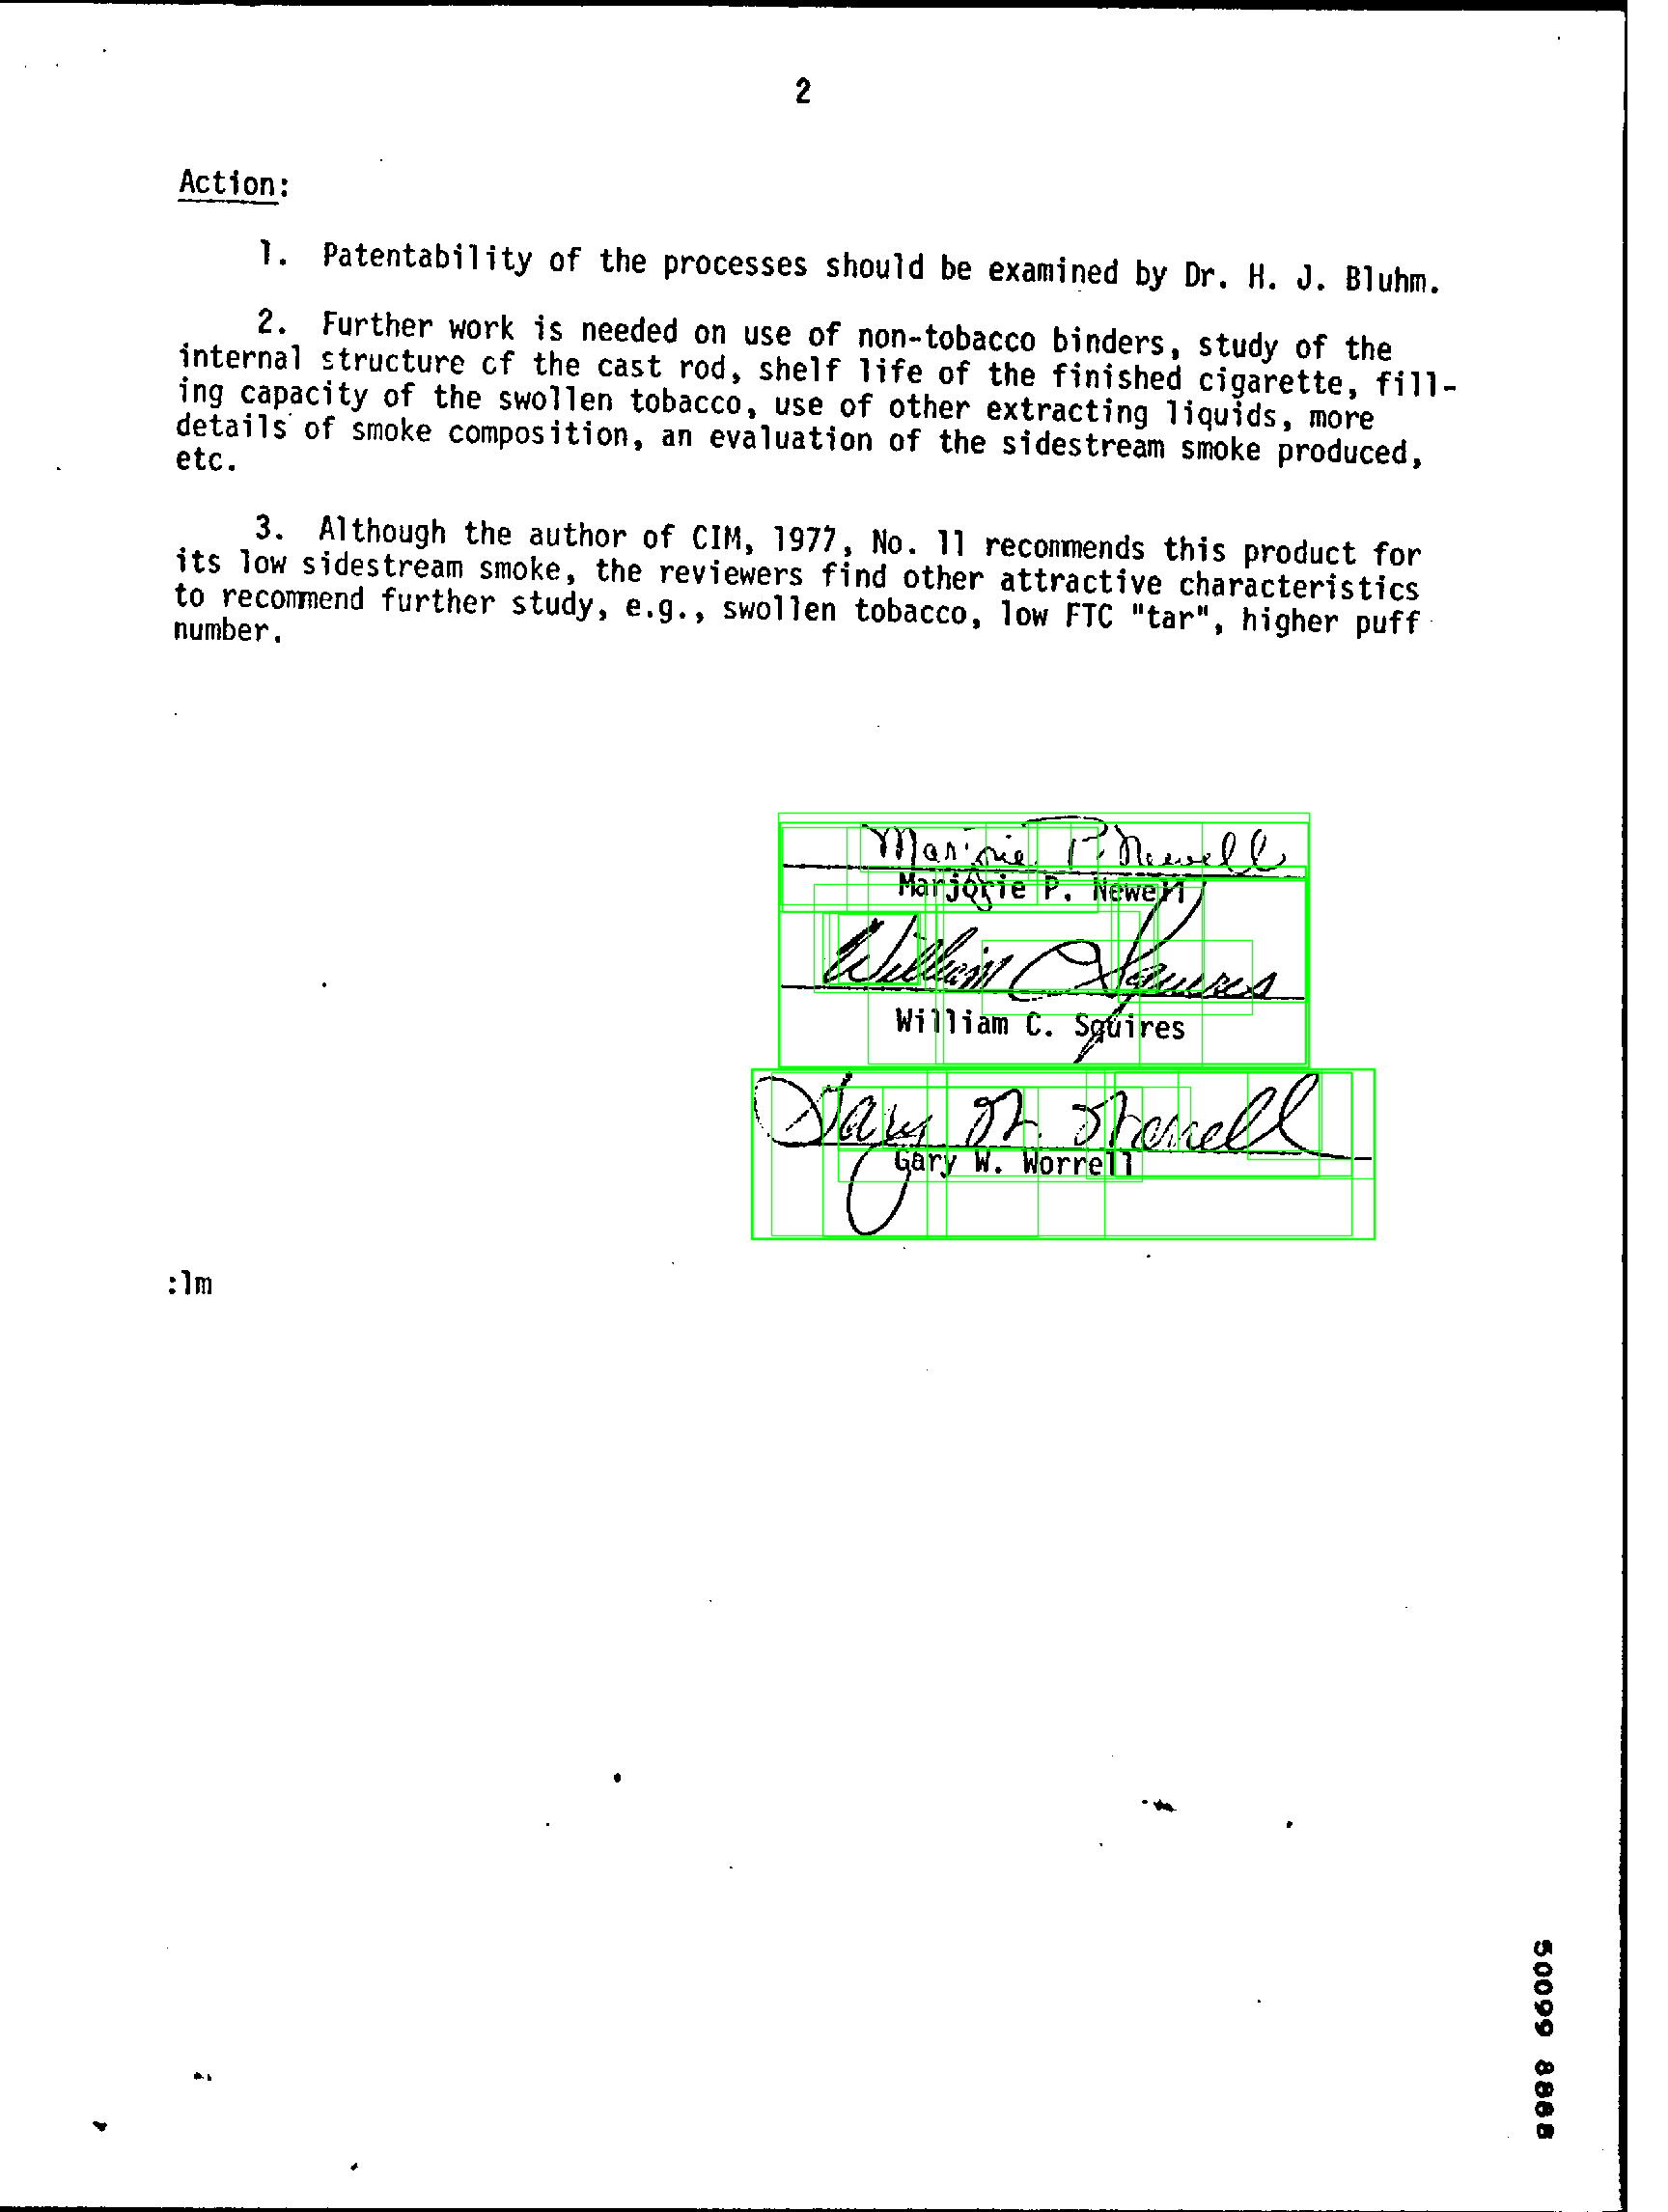 2
Action:
1. Patentability of the processes should be examined by Dr. H. J. Bluhm.
2. Further work is needed on use of non-tobacco binders, study of the
internal structure of the cast rod, shelf life of the finished cigarette, fill-
ing capacity of the swollen tobacco, use of other extracting liquids, more
details of smoke composition, an evaluation of the sidestream smoke produced,
etc.
3. Although the author of CIM, 1977, No. 11 recommends this product for
its low sidestream smoke, the reviewers find other attractive characteristics
to recommend further study, e.g., swollen tobacco, low FTC "tar", higher puff
number.
Marjorie P. Newell
Marjorie P. Newell
William C Squires
William C. Squires
Gary W. Worrell
Gary W. Worrell
:lm
50099 8888